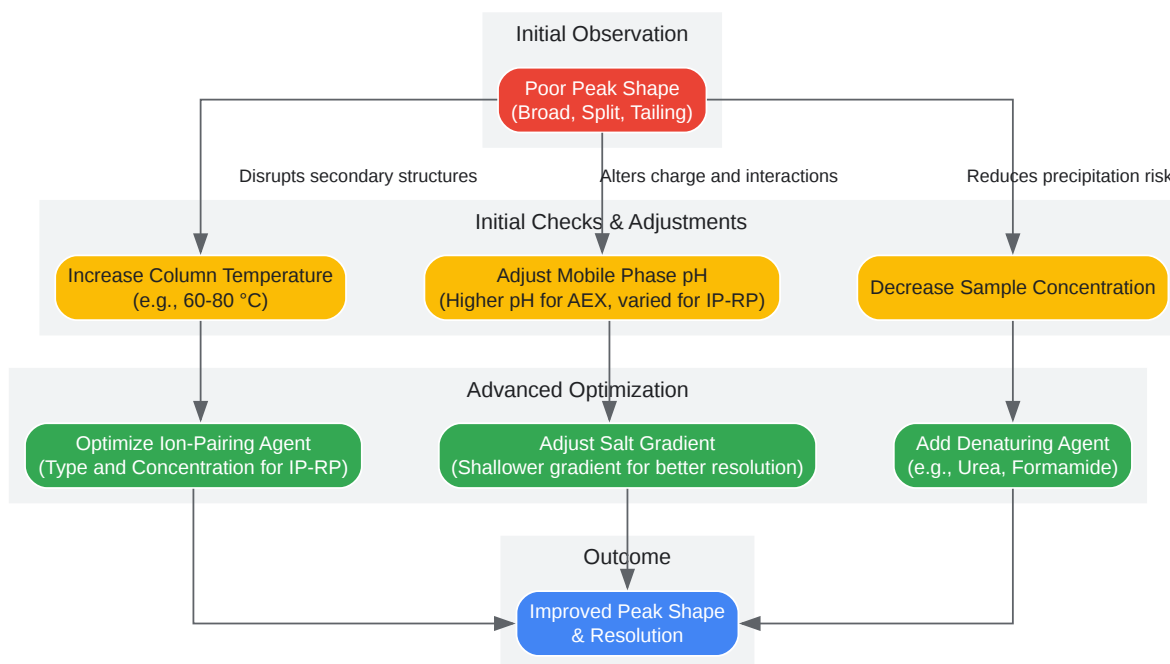 Initial Observation
Poor Peak Shape
(Broad, Split, Tailing)
Disrupts secondary structures
Alters charge and interactions
Reduces precipitation risk
Initial Checks & Adjustments
Increase Column Temperature
(e.g., 60-80 °C)
Adjust Mobile Phase pH
(Higher pH for AEX, varied for IP-RP)
Decrease Sample Concentration
Advanced Optimization
Optimize Ion-Pairing Agent
(Type and Concentration for IP-RP)
Adjust Salt Gradient
(Shallower gradient for better resolution)
Add Denaturing Agent
(e.g., Urea, Formamide)
Outcome
Improved Peak Shape
& Resolution